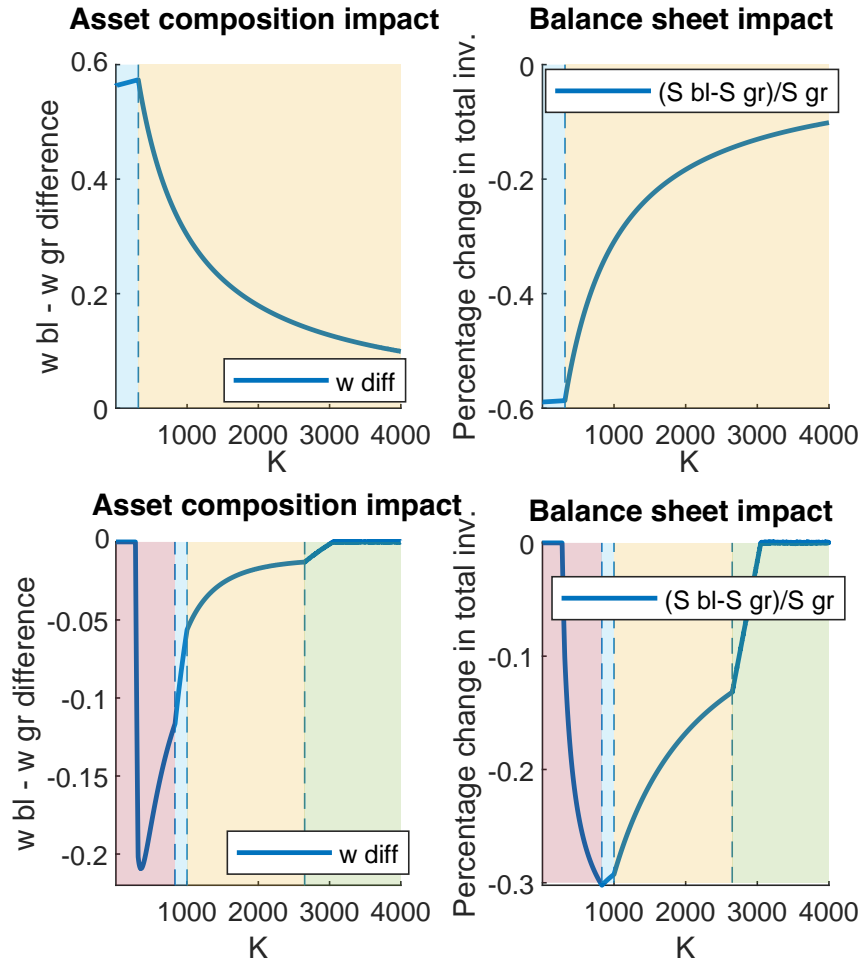 Asset composition impact
w bl - w gr difference
0.6
0.4
0.2
0
w diff
1000 2000 3000 4000
K
Balance sheet impact
Percentage change in total inv.
0
-0.2
-0.4
-0.6
(S bl-S gr)/S gr
1000 2000 3000 4000
K
Asset composition impact
w bl - w gr difference
0
-0.05
-0.1
-0.15
-0.2
w diff
1000 2000 3000 4000
K
Balance sheet impact
Percentage change in total inv.
0
-0.1
-0.2
-0.3
(S bl-S gr)/S gr
1000 2000 3000 4000
K